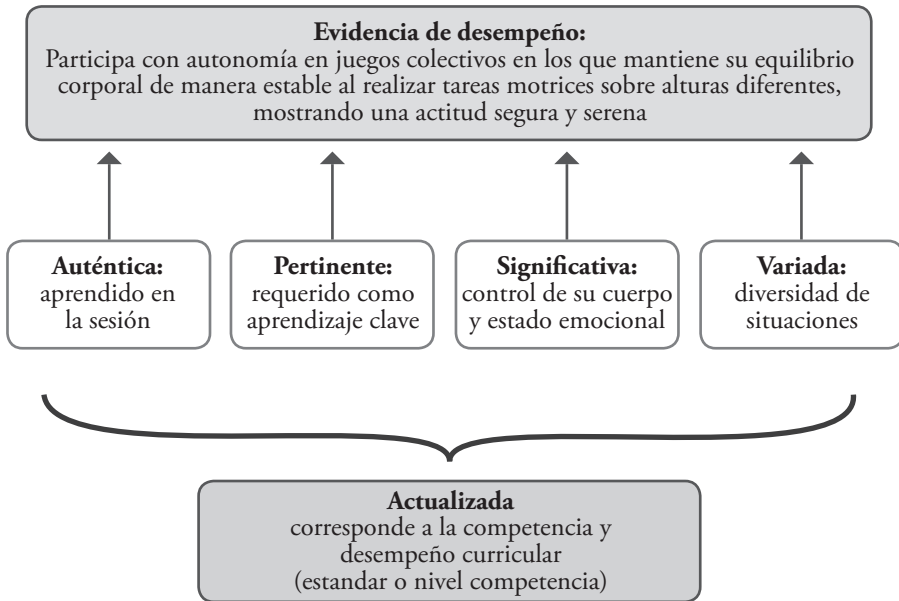 Evidencia de desempeño:
Participa con autonomía en juegos colectivos en los que mantiene su equilibrio
corporal de manera estable al realizar tareas motrices sobre alturas diferentes,
mostrando una actitud segura y serena
Auténtica:
aprendido en
la sesión
Pertinente:
requerido como
aprendizaje clave
Significativa:
control de su cuerpo
y estado emocional
Variada:
diversidad de
situaciones
Actualizada
corresponde a la competencia y
desempeño curricular
(estandar o nivel competencia)